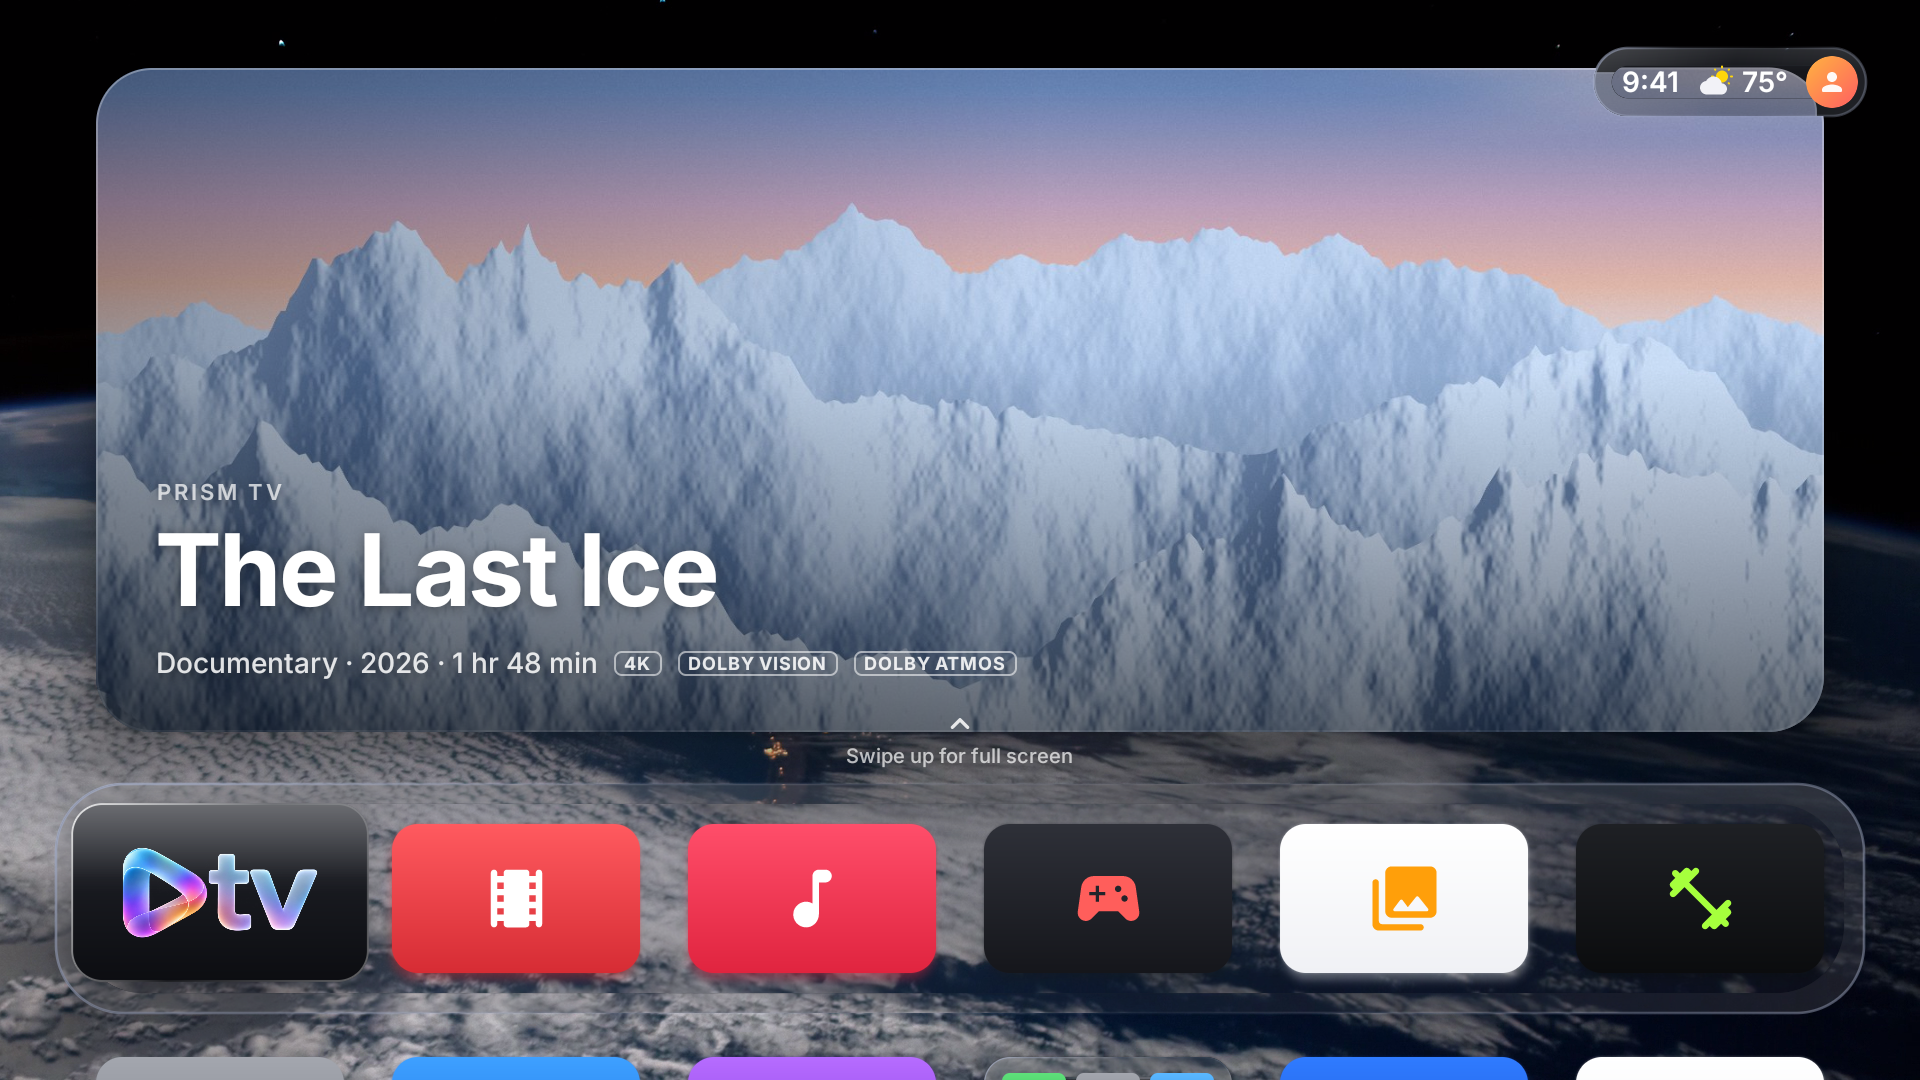 9:41 75°
PRISM TV
The Last Ice
Documentary · 2026 · 1 hr 48 min 4K DOLBY VISION DOLBY ATMOS
Swipe up for full screen
tv